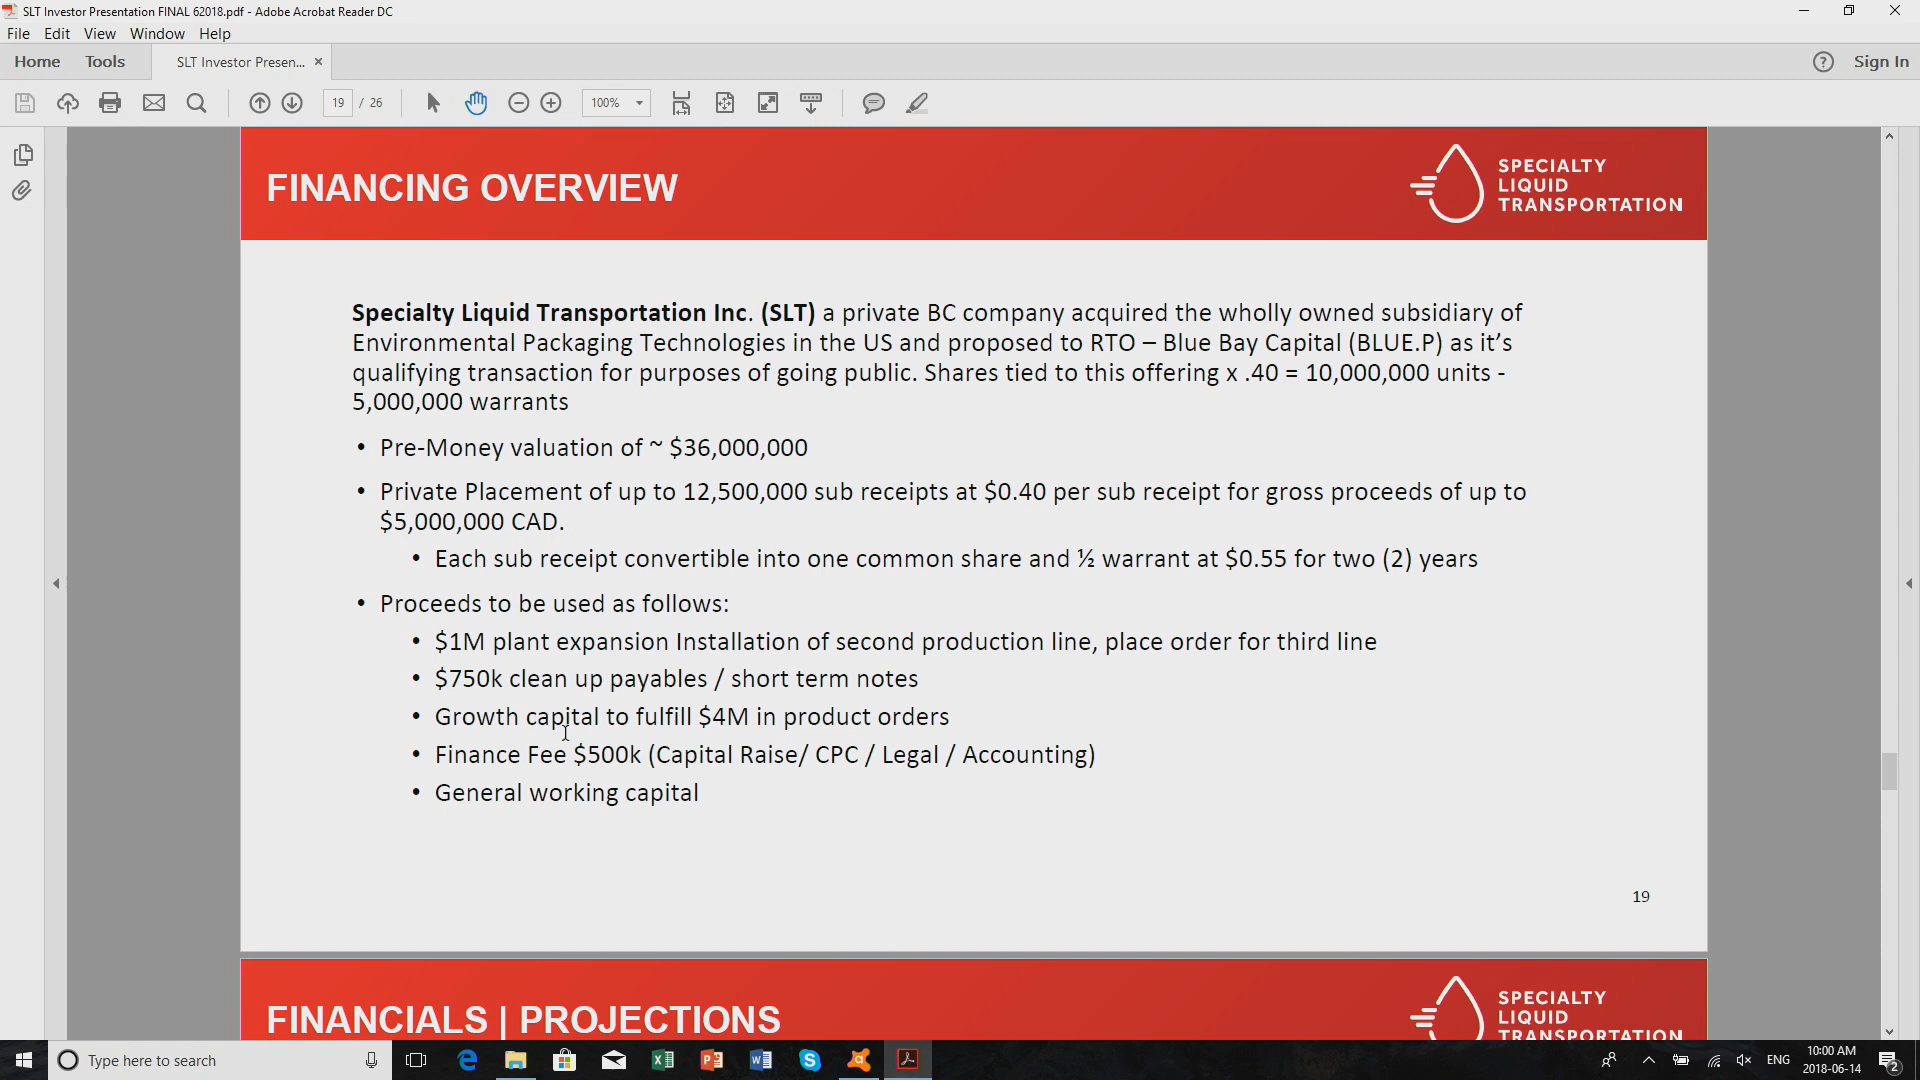 SLT Investor Presentation FINAL 62018.pdf - Adobe Acrobat Reader DC
File Edit View Window Help
Home Tools SLT Investor Presen... × ? Sign In
19 / 26 100%
FINANCING OVERVIEW
SPECIALTY
LIQUID
TRANSPORTATION
Specialty Liquid Transportation Inc. (SLT) a private BC company acquired the wholly owned subsidiary of
Environmental Packaging Technologies in the US and proposed to RTO – Blue Bay Capital (BLUE.P) as it’s
qualifying transaction for purposes of going public. Shares tied to this offering x .40 = 10,000,000 units -
5,000,000 warrants
• Pre-Money valuation of ~ $36,000,000
• Private Placement of up to 12,500,000 sub receipts at $0.40 per sub receipt for gross proceeds of up to
$5,000,000 CAD.
• Each sub receipt convertible into one common share and ½ warrant at $0.55 for two (2) years
• Proceeds to be used as follows:
• $1M plant expansion Installation of second production line, place order for third line
• $750k clean up payables / short term notes
• Growth capital to fulfill $4M in product orders
• Finance Fee $500k (Capital Raise/ CPC / Legal / Accounting)
• General working capital
19
FINANCIALS | PROJECTIONS
SPECIALTY
LIQUID
TRANSPORTATION
Type here to search
ENG
10:00 AM
2018-06-14
2